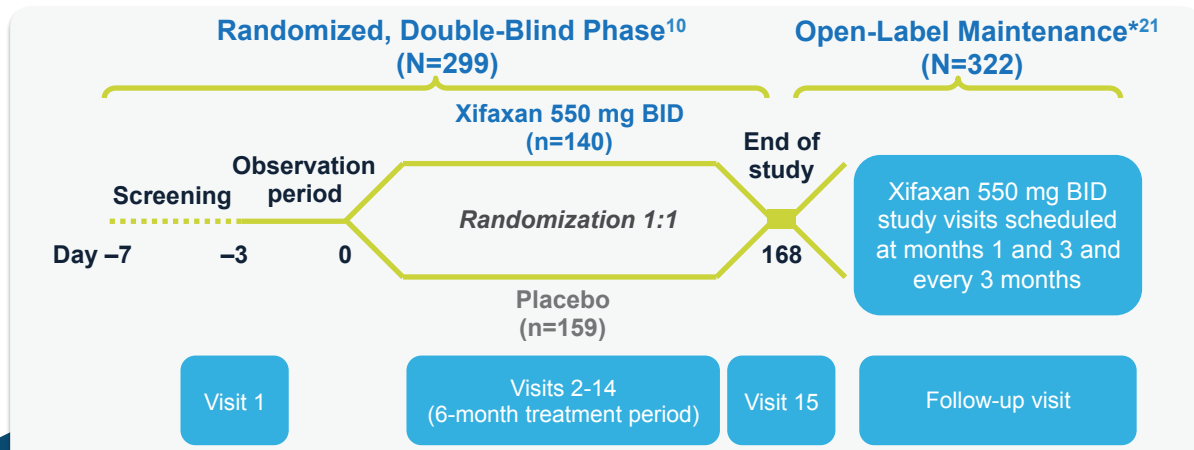 Randomized, Double-Blind Phase10
(N=299)
Open-Label Maintenance*21
(N=322)
Xifaxan 550 mg BID
(n=140)
End of
study
Screening
Observation
period
Randomization 1:1
Day –7
–3
0
168
Placebo
(n=159)
Xifaxan 550 mg BID
study visits scheduled
at months 1 and 3 and
every 3 months
Visit 1
Visits 2-14
(6-month treatment period)
Visit 15
Follow-up visit